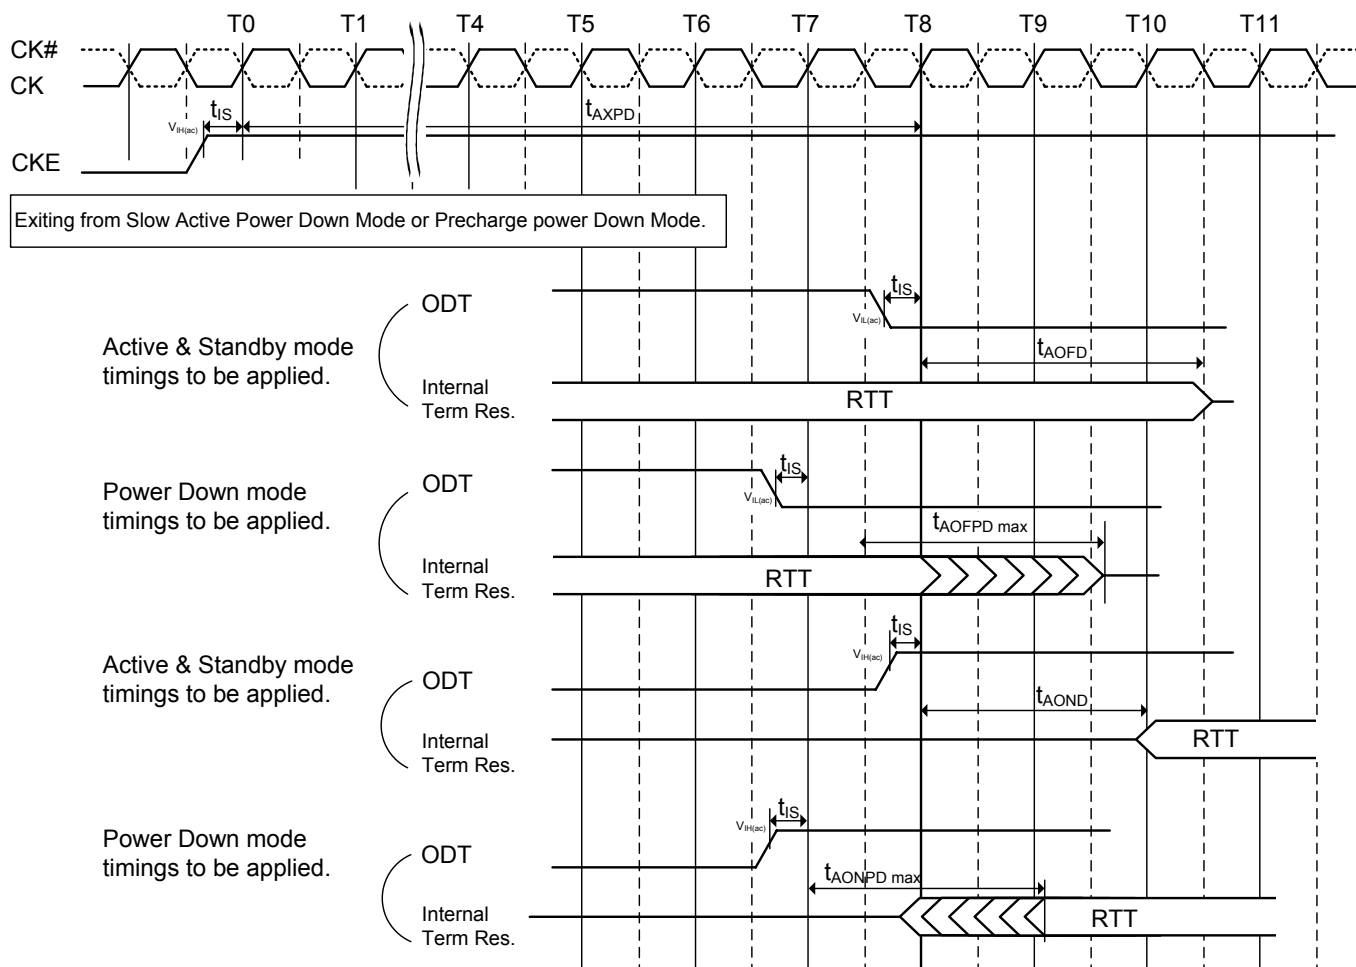 T0 T1 T4 T5 T6 T7 T8 T9 T10 T11
CK#
CK
tIS tAXPD
VIH(ac)
CKE
Exiting from Slow Active Power Down Mode or Precharge power Down Mode.
ODT tIS
VIL(ac)
Active & Standby mode
timings to be applied.
tAOFD
Internal
Term Res.
RTT
ODT tIS
VIL(ac)
Power Down mode
timings to be applied.
tAOFPD max
Internal
Term Res.
RTT
tIS
VIH(ac)
Active & Standby mode
timings to be applied.
ODT
tAOND
Internal
Term Res.
RTT
tIS
VIH(ac)
Power Down mode
timings to be applied.
ODT
tAONPD max
Internal
Term Res.
RTT